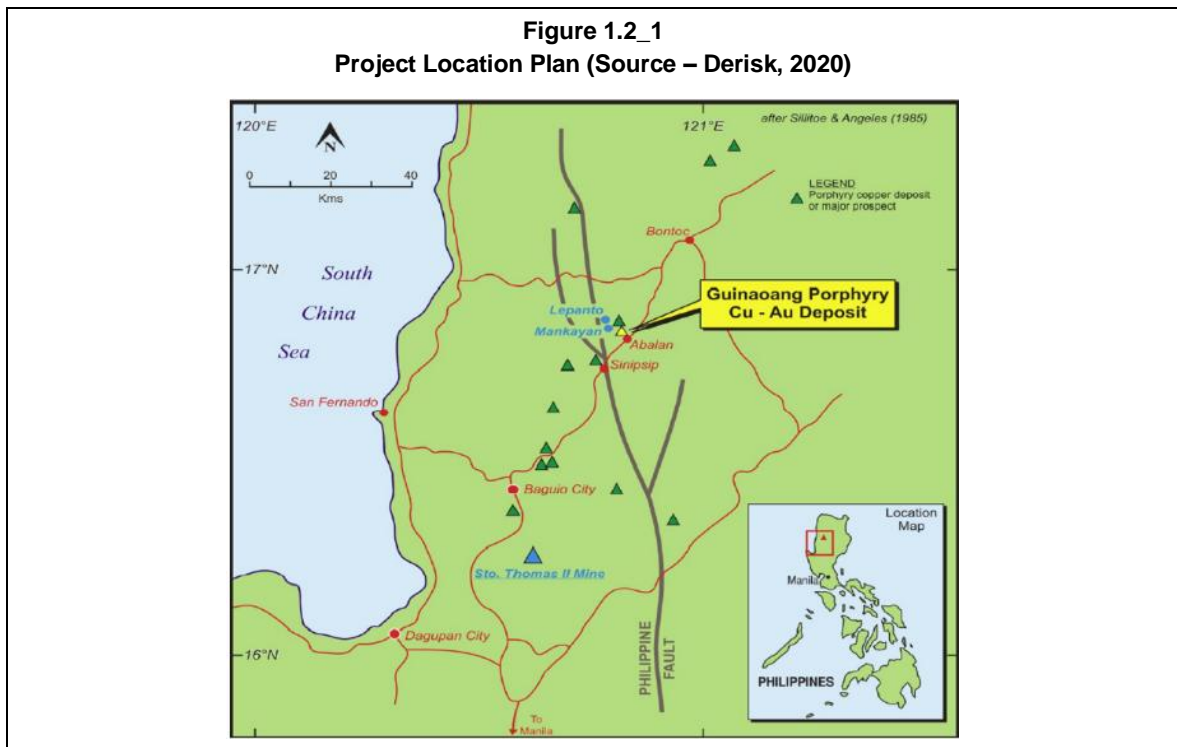 Figure 1.2_1
Project Location Plan (Source – Derisk, 2020)
120°E
121°E
after Sillitoe & Angeles (1985)
N
0 20 40
Kms
LEGEND
Porphyry copper deposit
or major prospect
Bontoc
17°N
South
China
Sea
Guinaoang Porphyry
Cu - Au Deposit
Lepanto
Mankayan
Abalan
Sinipsip
San Fernando
Baguio City
Location
Map
Manila
Sto. Thomas II Mine
Dagupan City
16°N
PHILIPPINE
FAULT
PHILIPPINES
To
Manila